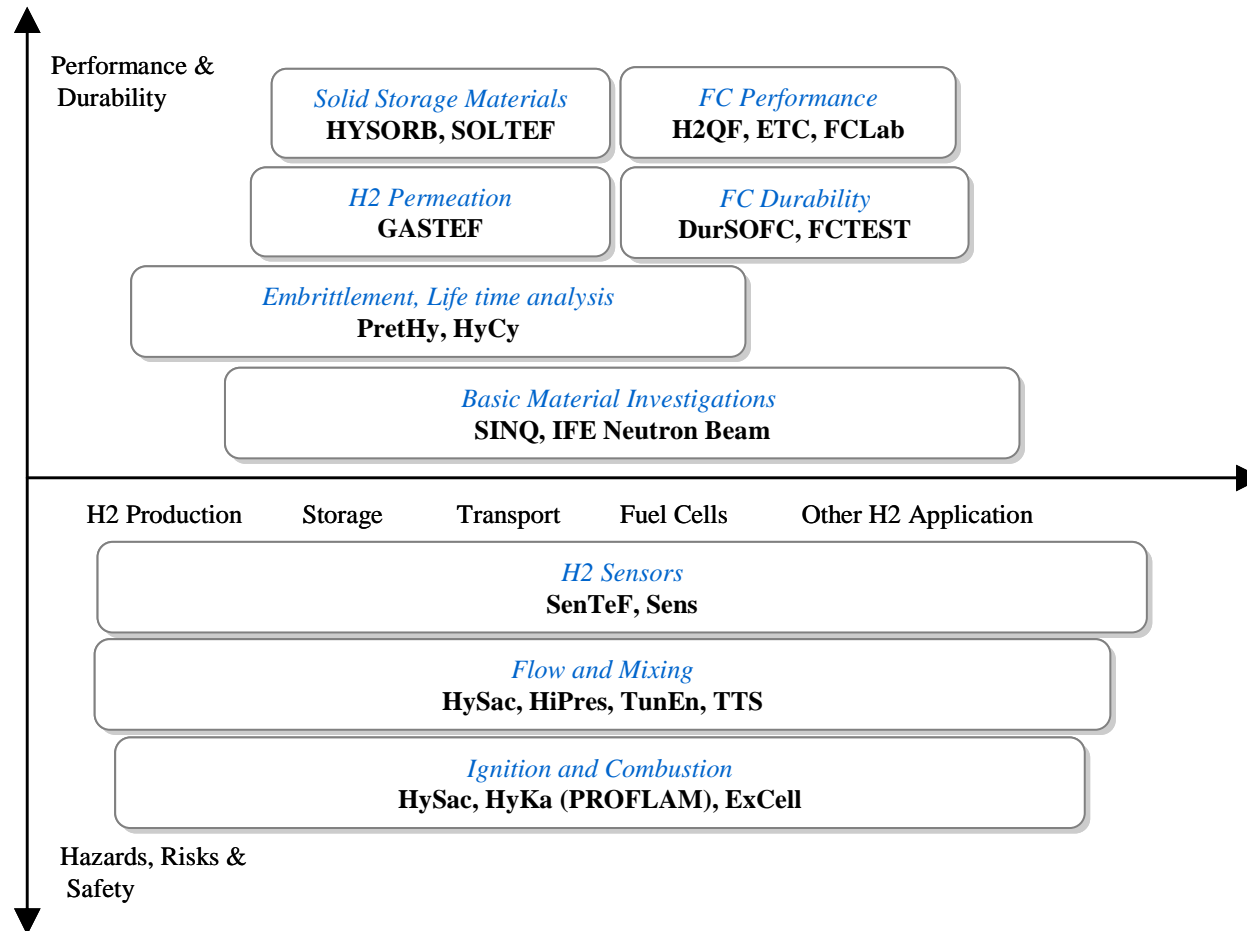 Performance &
Durability
Solid Storage Materials
HYSORB, SOLTEF
FC Performance
H2QF, ETC, FCLab
H2 Permeation
GASTEF
FC Durability
DurSOFC, FCTEST
Embrittlement, Life time analysis
PretHy, HyCy
Basic Material Investigations
SINQ, IFE Neutron Beam
H2 Production Storage Transport Fuel Cells Other H2 Application
H2 Sensors
SenTeF, Sens
Flow and Mixing
HySac, HiPres, TunEn, TTS
Ignition and Combustion
HySac, HyKa (PROFLAM), ExCell
Hazards, Risks &
Safety